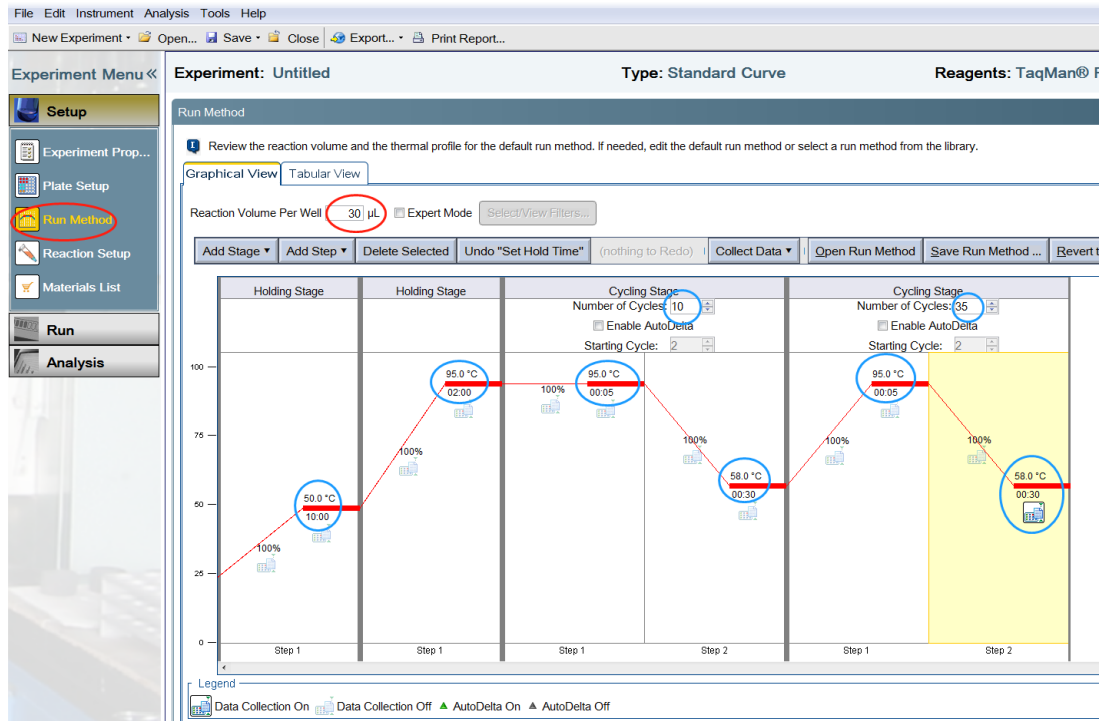 File Edit Instrument Analysis Tools Help
New Experiment Open... Save Close Export... Print Report...
Experiment Menu «
Experiment: Untitled Type: Standard Curve Reagents: TaqMan® R
Setup
Run Method
Experiment Prop...
Plate Setup
Run Method
Reaction Setup
Materials List
Run
Analysis
Review the reaction volume and the thermal profile for the default run method. If needed, edit the default run method or select a run method from the library.
Graphical View Tabular View
Reaction Volume Per Well 30 µL Expert Mode Select/View Filters...
Add Stage Add Step Delete Selected Undo "Set Hold Time" (nothing to Redo) Collect Data Open Run Method Save Run Method ... Revert t
Holding Stage Holding Stage Cycling Stage Cycling Stage
Number of Cycles: 10 Number of Cycles: 35
Enable AutoDelta Enable AutoDelta
Starting Cycle: 2 Starting Cycle: 2
100
95.0 °C 95.0 °C 95.0 °C
02:00 100% 00:05 00:05
75
100% 100% 100% 100%
58.0 °C 58.0 °C
00:30 00:30
50
50.0 °C
10:00
100%
25
0
Step 1 Step 1 Step 1 Step 2 Step 1 Step 2
Legend
Data Collection On Data Collection Off AutoDelta On AutoDelta Off